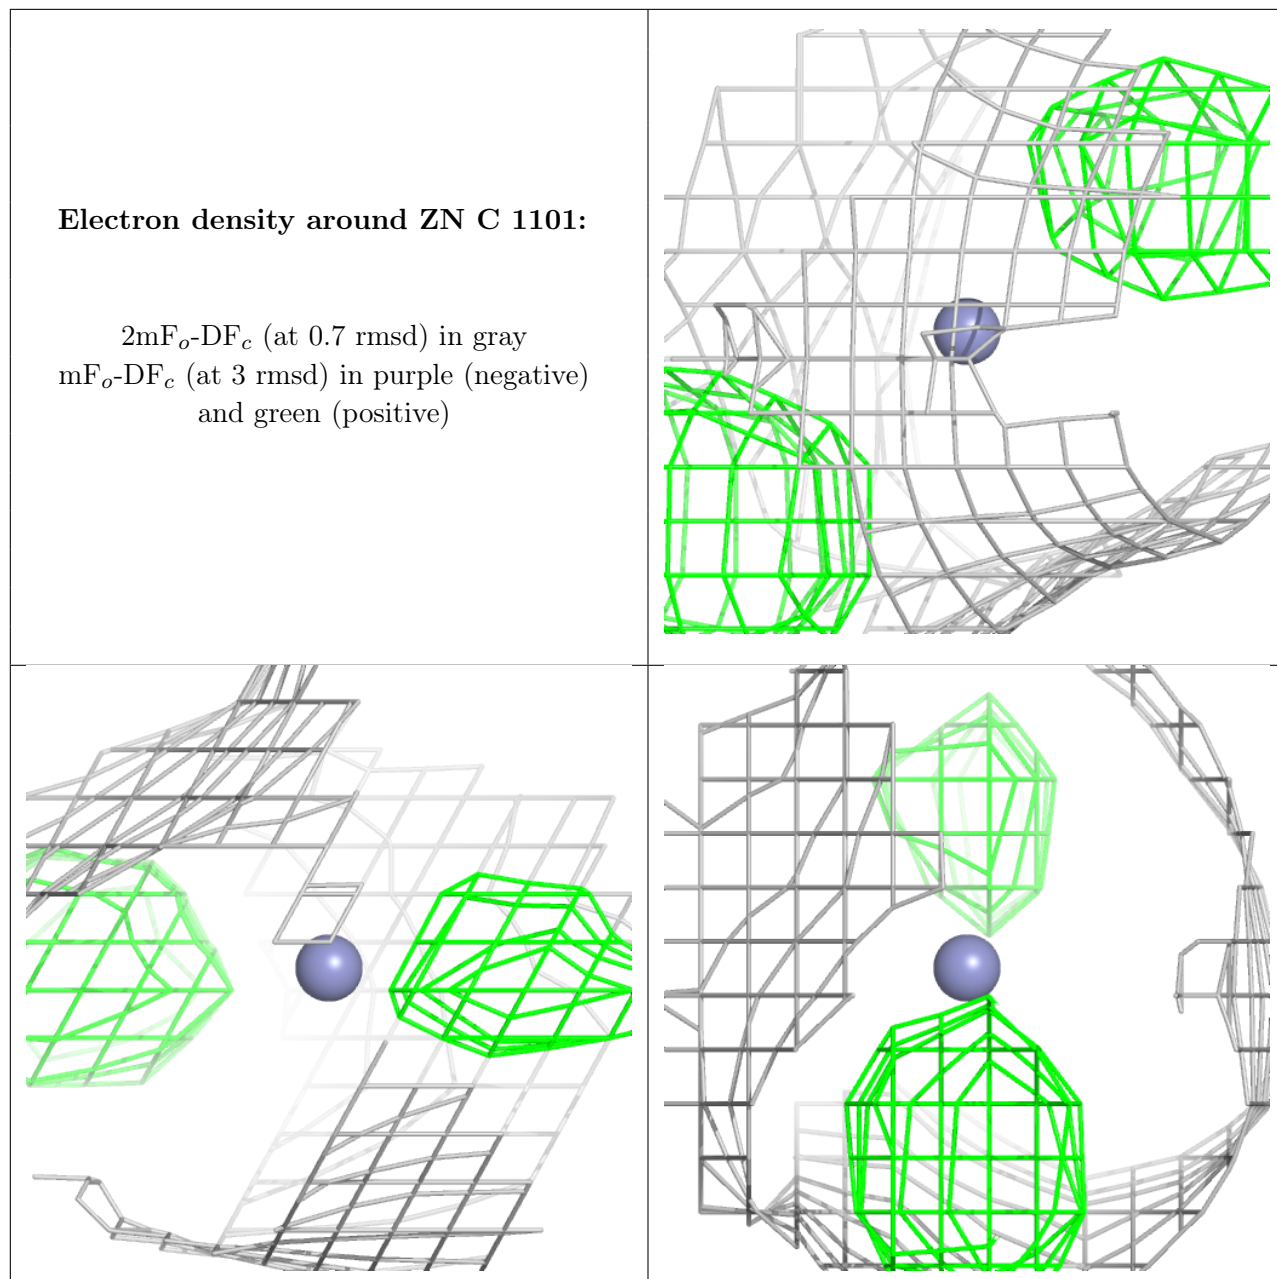 Electron density around ZN C 1101:
2mFo-DFc (at 0.7 rmsd) in gray
mFo-DFc (at 3 rmsd) in purple (negative)
and green (positive)